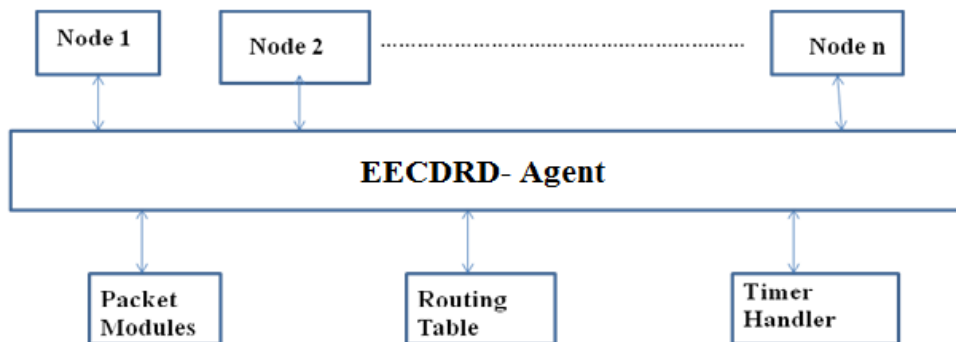 Node 1
Node 2
Node n
EECDRD- Agent
Packet
Modules
Routing
Table
Timer
Handler